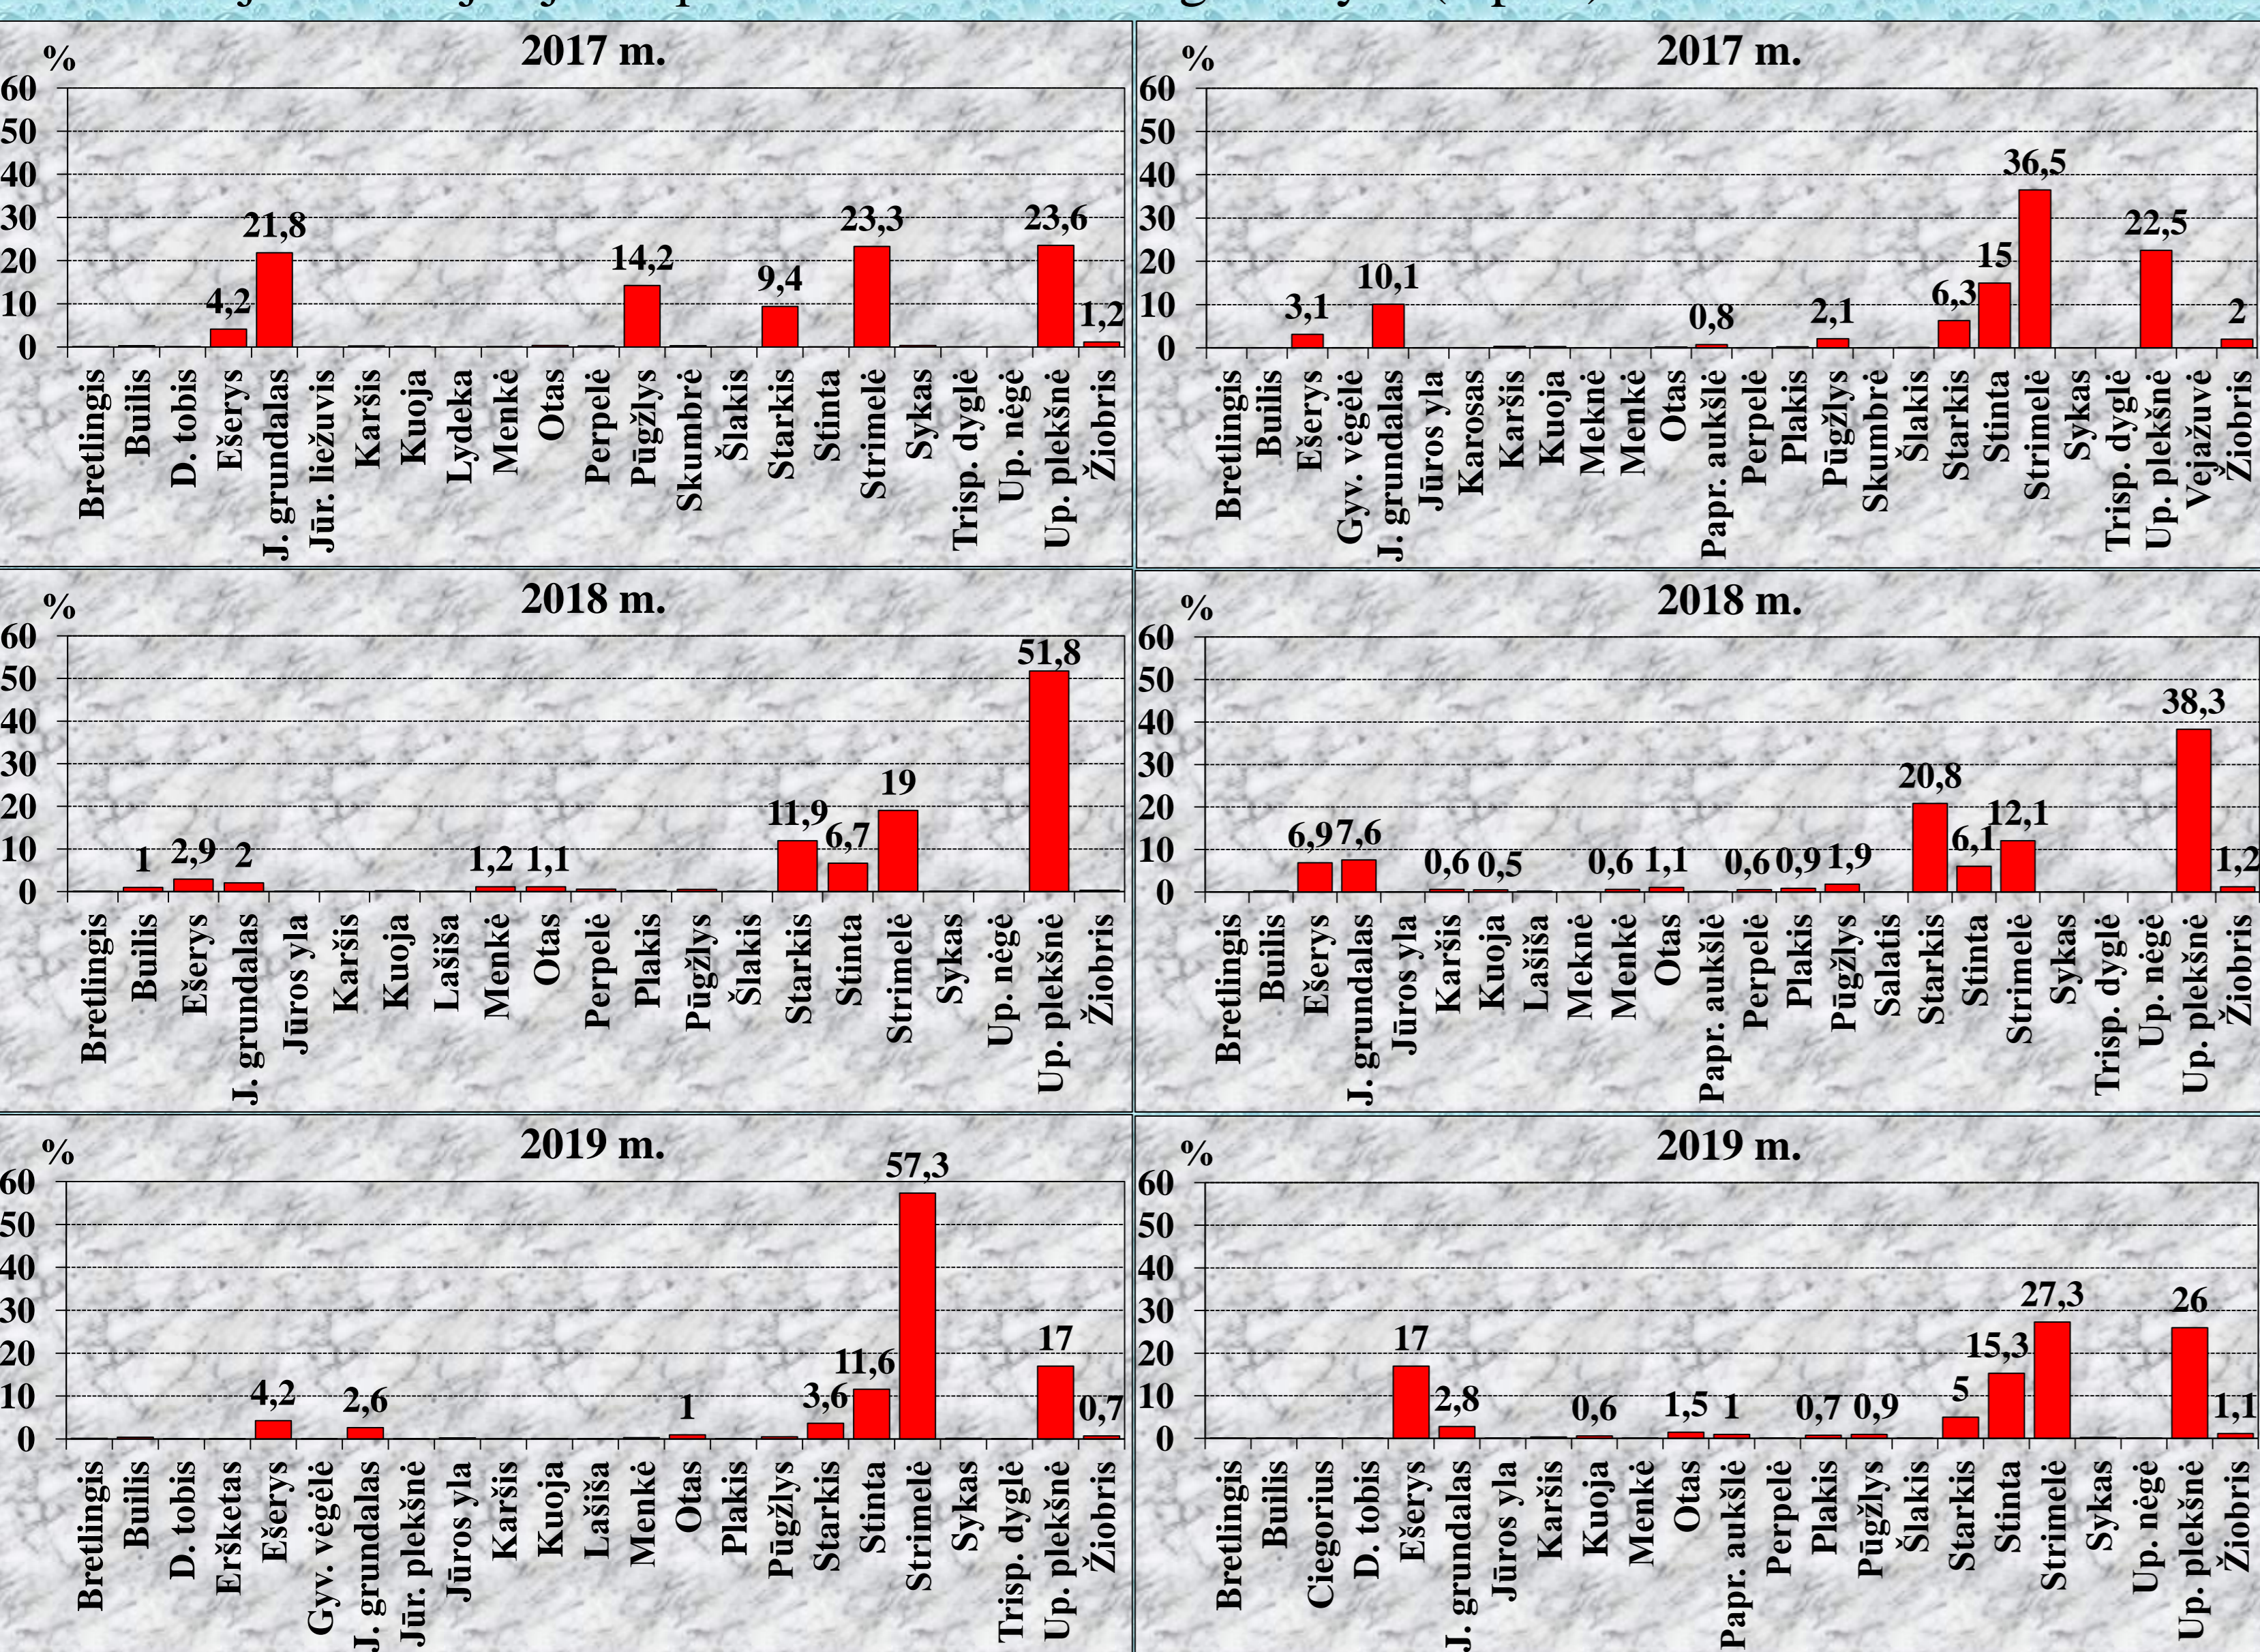 2017 m.
%
60
50
40
30
20
10
0
4,2
21,8
14,2
9,4
23,3
23,6
1,2
Bretlingis
Builis
D. tobis
Ešerys
J. grundalas
Jūr. liežuvis
Karšis
Kuoja
Lydeka
Menkė
Otas
Perpelė
Pūgžlys
Skumbrė
Šlakis
Starkis
Stinta
Strimelė
Sykas
Trisp. dyglė
Up. nėgė
Up. plekšnė
Žiobris
2017 m.
%
60
50
40
30
20
10
0
3,1
10,1
0,8
2,1
6,3
15
36,5
22,5
2
Bretlingis
Builis
Ešerys
Gyv. vėgėlė
J. grundalas
Jūros yla
Karosas
Karšis
Kuoja
Meknė
Menkė
Otas
Papr. aukšlė
Perpelė
Plakis
Pūgžlys
Skumbrė
Šlakis
Starkis
Stinta
Strimelė
Sykas
Trisp. dyglė
Up. plekšnė
Vejažuvė
Žiobris
2018 m.
%
60
50
40
30
20
10
0
1
2,9
2
1,2
1,1
11,9
6,7
19
51,8
Bretlingis
Builis
Ešerys
J. grundalas
Jūros yla
Karšis
Kuoja
Lašiša
Menkė
Otas
Perpelė
Plakis
Pūgžlys
Šlakis
Starkis
Stinta
Strimelė
Sykas
Up. nėgė
Up. plekšnė
Žiobris
2018 m.
%
60
50
40
30
20
10
0
6,9
7,6
0,6
0,5
0,6
1,1
0,6
0,9
1,9
20,8
6,1
12,1
38,3
1,2
Bretlingis
Builis
Ešerys
J. grundalas
Jūros yla
Karšis
Kuoja
Lašiša
Meknė
Menkė
Otas
Papr. aukšlė
Perpelė
Plakis
Pūgžlys
Salatis
Starkis
Stinta
Strimelė
Sykas
Trisp. dyglė
Up. nėgė
Up. plekšnė
Žiobris
2019 m.
%
60
50
40
30
20
10
0
4,2
2,6
1
3,6
11,6
57,3
17
0,7
Bretlingis
Builis
D. tobis
Erškėtas
Ešerys
Gyv. vėgėlė
J. grundalas
Jūr. plekšnė
Jūros yla
Karšis
Kuoja
Lašiša
Menkė
Otas
Plakis
Pūgžlys
Starkis
Stinta
Strimelė
Sykas
Trisp. dyglė
Up. plekšnė
Žiobris
2019 m.
%
60
50
40
30
20
10
0
17
2,8
0,6
1,5
1
0,7
0,9
5
15,3
27,3
26
1,1
Bretlingis
Builis
Ciegorius
D. tobis
Ešerys
J. grundalas
Jūros yla
Karšis
Kuoja
Menkė
Otas
Papr. aukšlė
Perpelė
Plakis
Pūgžlys
Šlakis
Starkis
Stinta
Strimelė
Sykas
Up. nėgė
Up. plekšnė
Žiobris